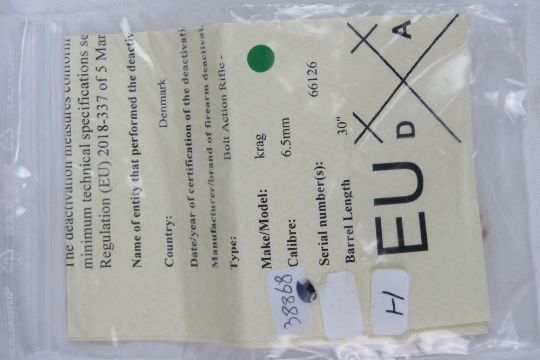 The deactivation measures conform
minimum technical specifications se
Regulation (EU) 2018-337 of 5 Mar
Name of entity that performed the deactiv
Country: Denmark
Date/year of certification of the deactivati
Manufacturer/brand of firearm deactivat
Type: Bolt Action Rifle -
Make/Model: krag
Calibre: 6.5mm
Serial number(s): 66126
Barrel Length 30"
EU
D
A
38868
H